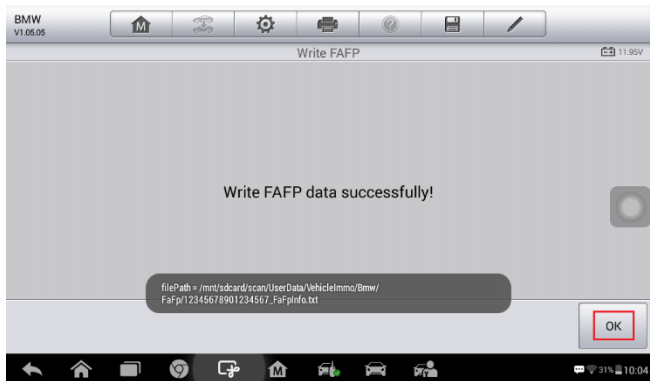 BMW
V1.05.05
M
Write FAFP
11.95V
Write FAFP data successfully!
filePath = /mnt/sdcard/scan/UserData/VehicleImmo/Bmw/
FaFp/12345678901234567_FaFpInfo.txt
OK
M
31% 10:04